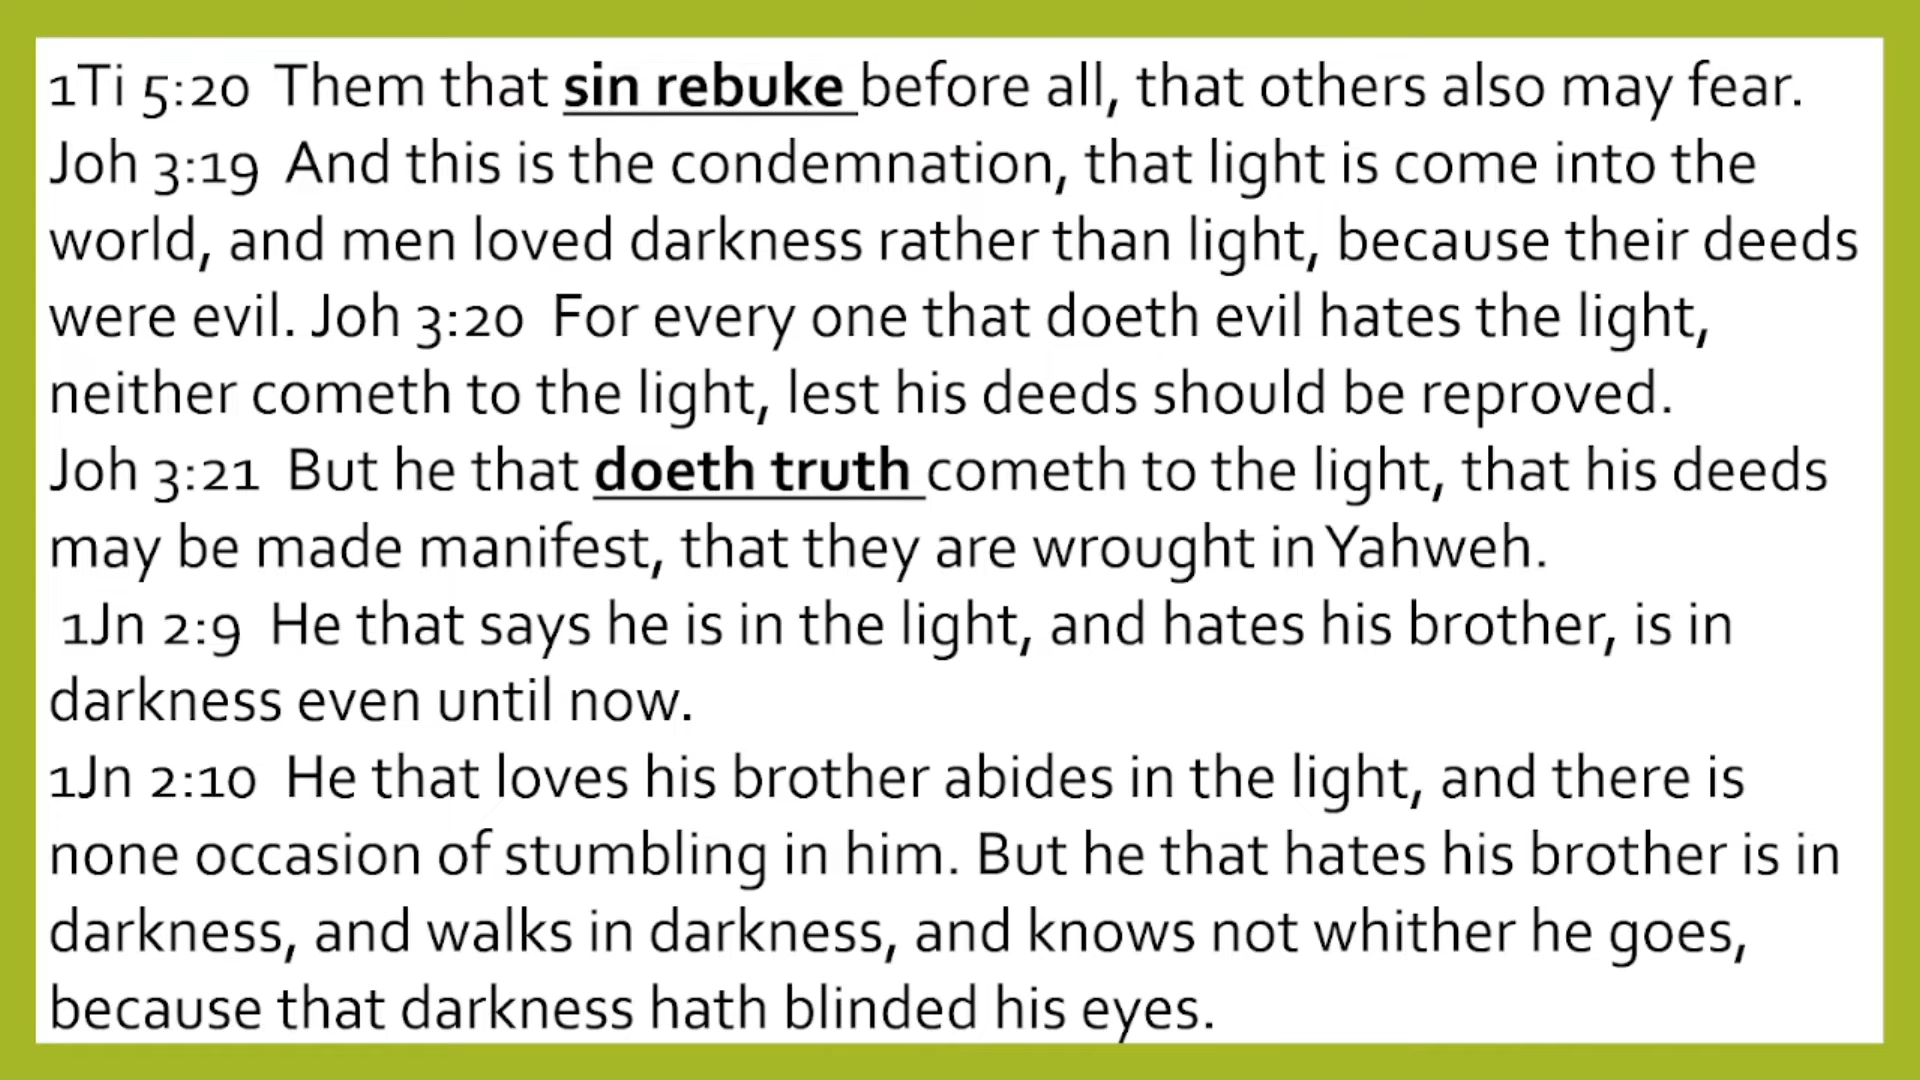 1Ti 5:20  Them that sin rebuke before all, that others also may fear.
Joh 3:19  And this is the condemnation, that light is come into the
world, and men loved darkness rather than light, because their deeds
were evil. Joh 3:20  For every one that doeth evil hates the light,
neither cometh to the light, lest his deeds should be reproved.
Joh 3:21  But he that doeth truth cometh to the light, that his deeds
may be made manifest, that they are wrought in Yahweh.
1Jn 2:9  He that says he is in the light, and hates his brother, is in
darkness even until now.
1Jn 2:10  He that loves his brother abides in the light, and there is
none occasion of stumbling in him. But he that hates his brother is in
darkness, and walks in darkness, and knows not whither he goes,
because that darkness hath blinded his eyes.